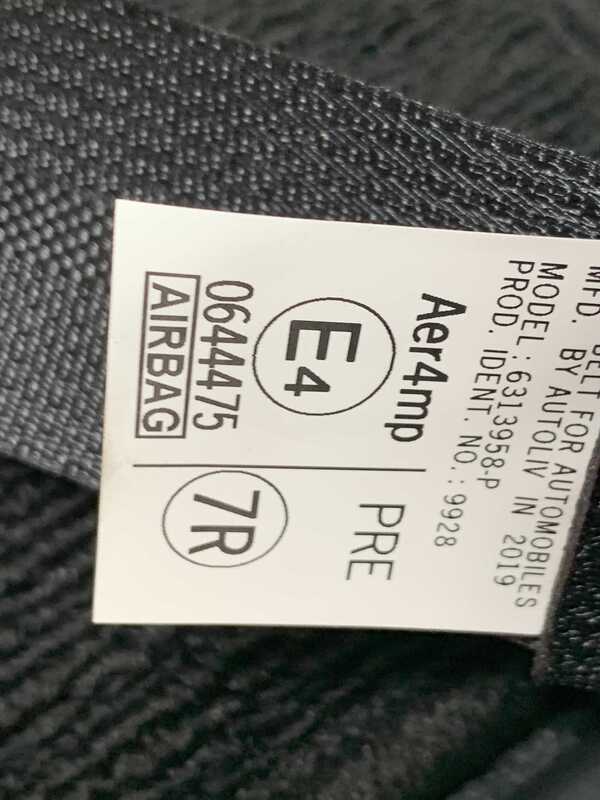 BELT FOR AUTOMOBILES
MFD. BY AUTOLIV IN 2019
MODEL: 6313958-P
PROD. IDENT. NO.: 9928
Aer4mp
PRE
E4
7R
0644475
AIRBAG